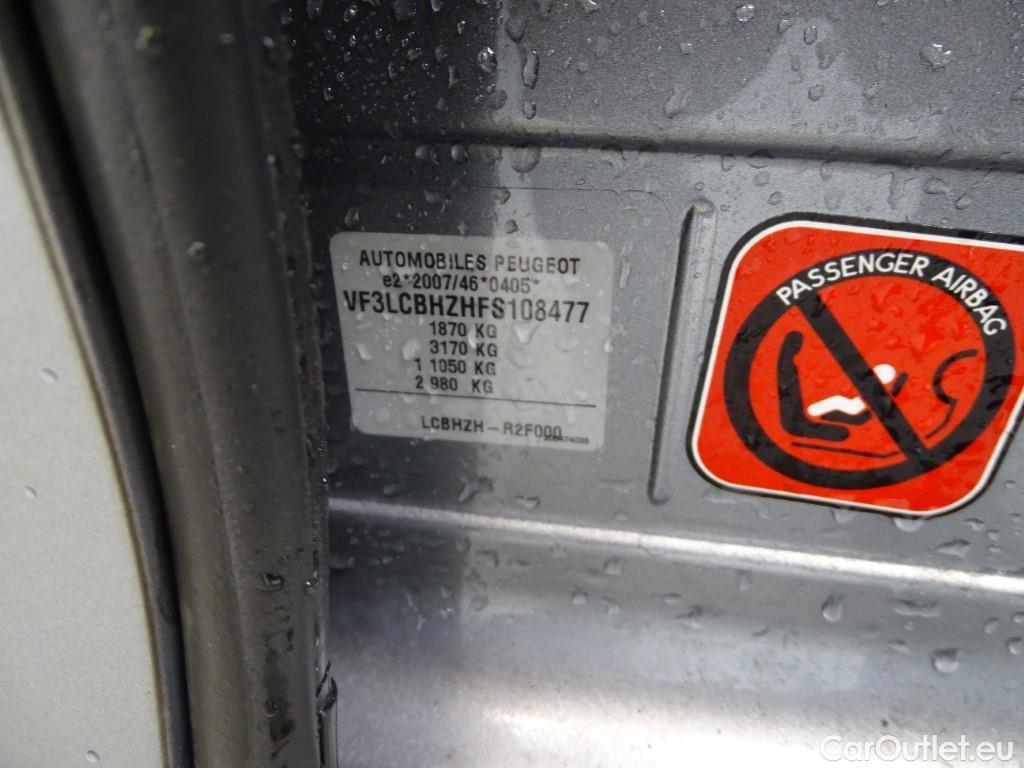 AUTOMOBILES PEUGEOT
e2*2007/46*0405*
VF3LCBHZHFS108477
1870 KG
3170 KG
1 1050 KG
2 980 KG
LCBHZH-R2F000
PASSENGER AIRBAG
CarOutlet.eu